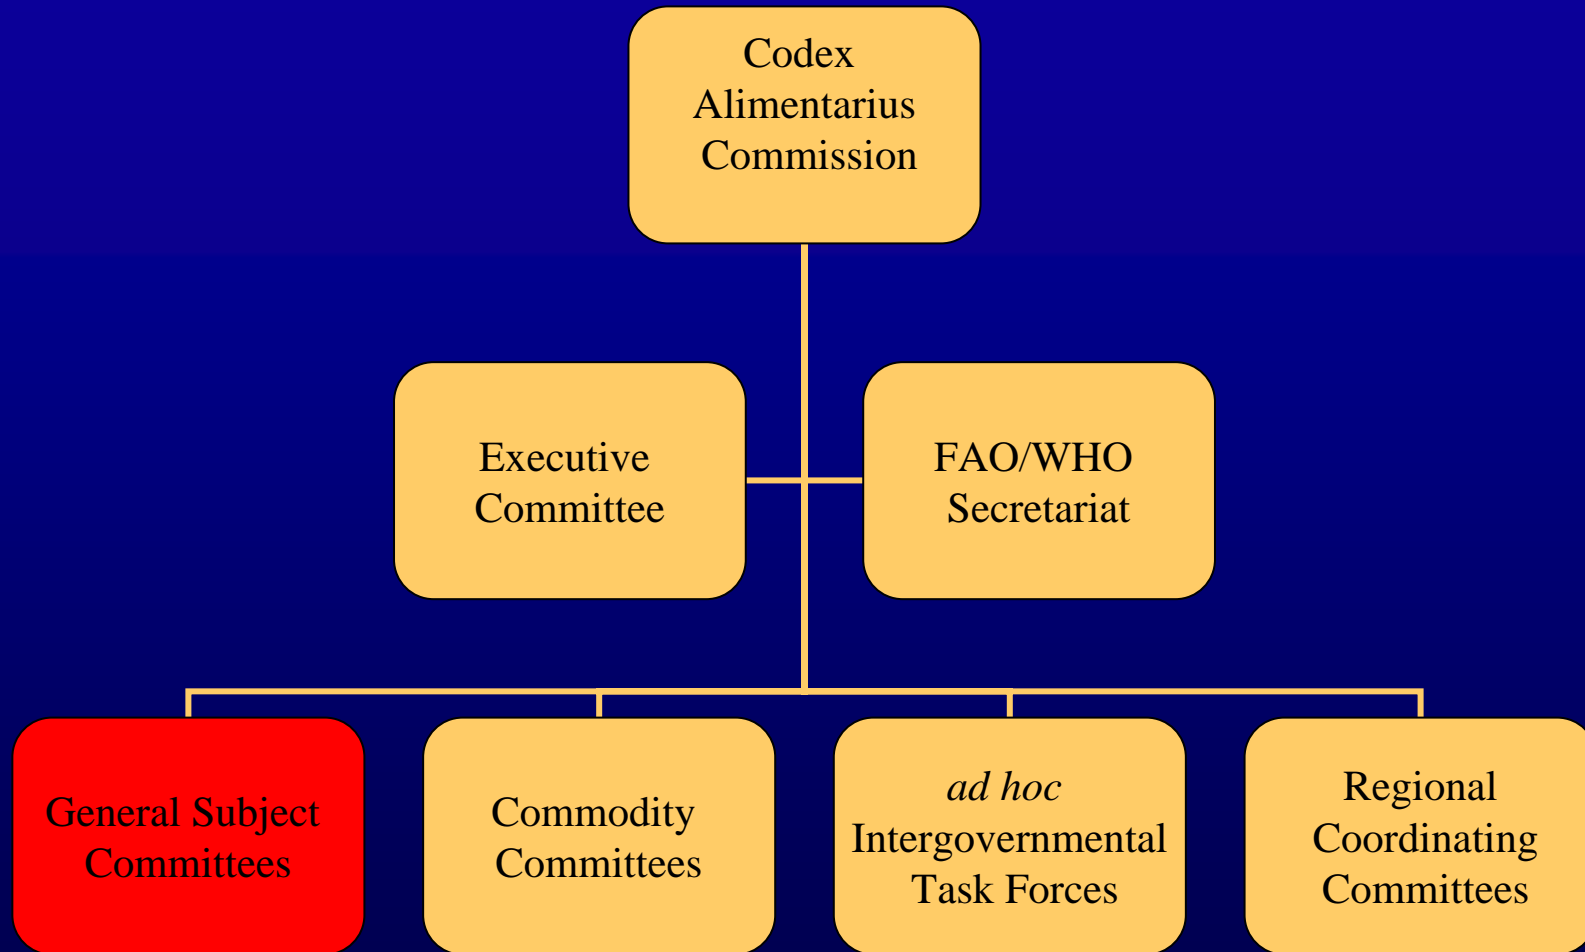 Codex
Alimentarius
Commission
Executive
Committee
FAO/WHO
Secretariat
General Subject
Committees
Commodity
Committees
ad hoc
Intergovernmental
Task Forces
Regional
Coordinating
Committees